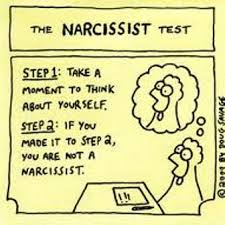 THE NARCISSIST TEST
STEP 1: TAKE A
MOMENT TO THINK
ABOUT YOURSELF.
STEP 2: IF YOU
MADE IT TO STEP 2,
YOU ARE NOT A
NARCISSIST.
!!!
©2009 BY DOUG SAVAGE